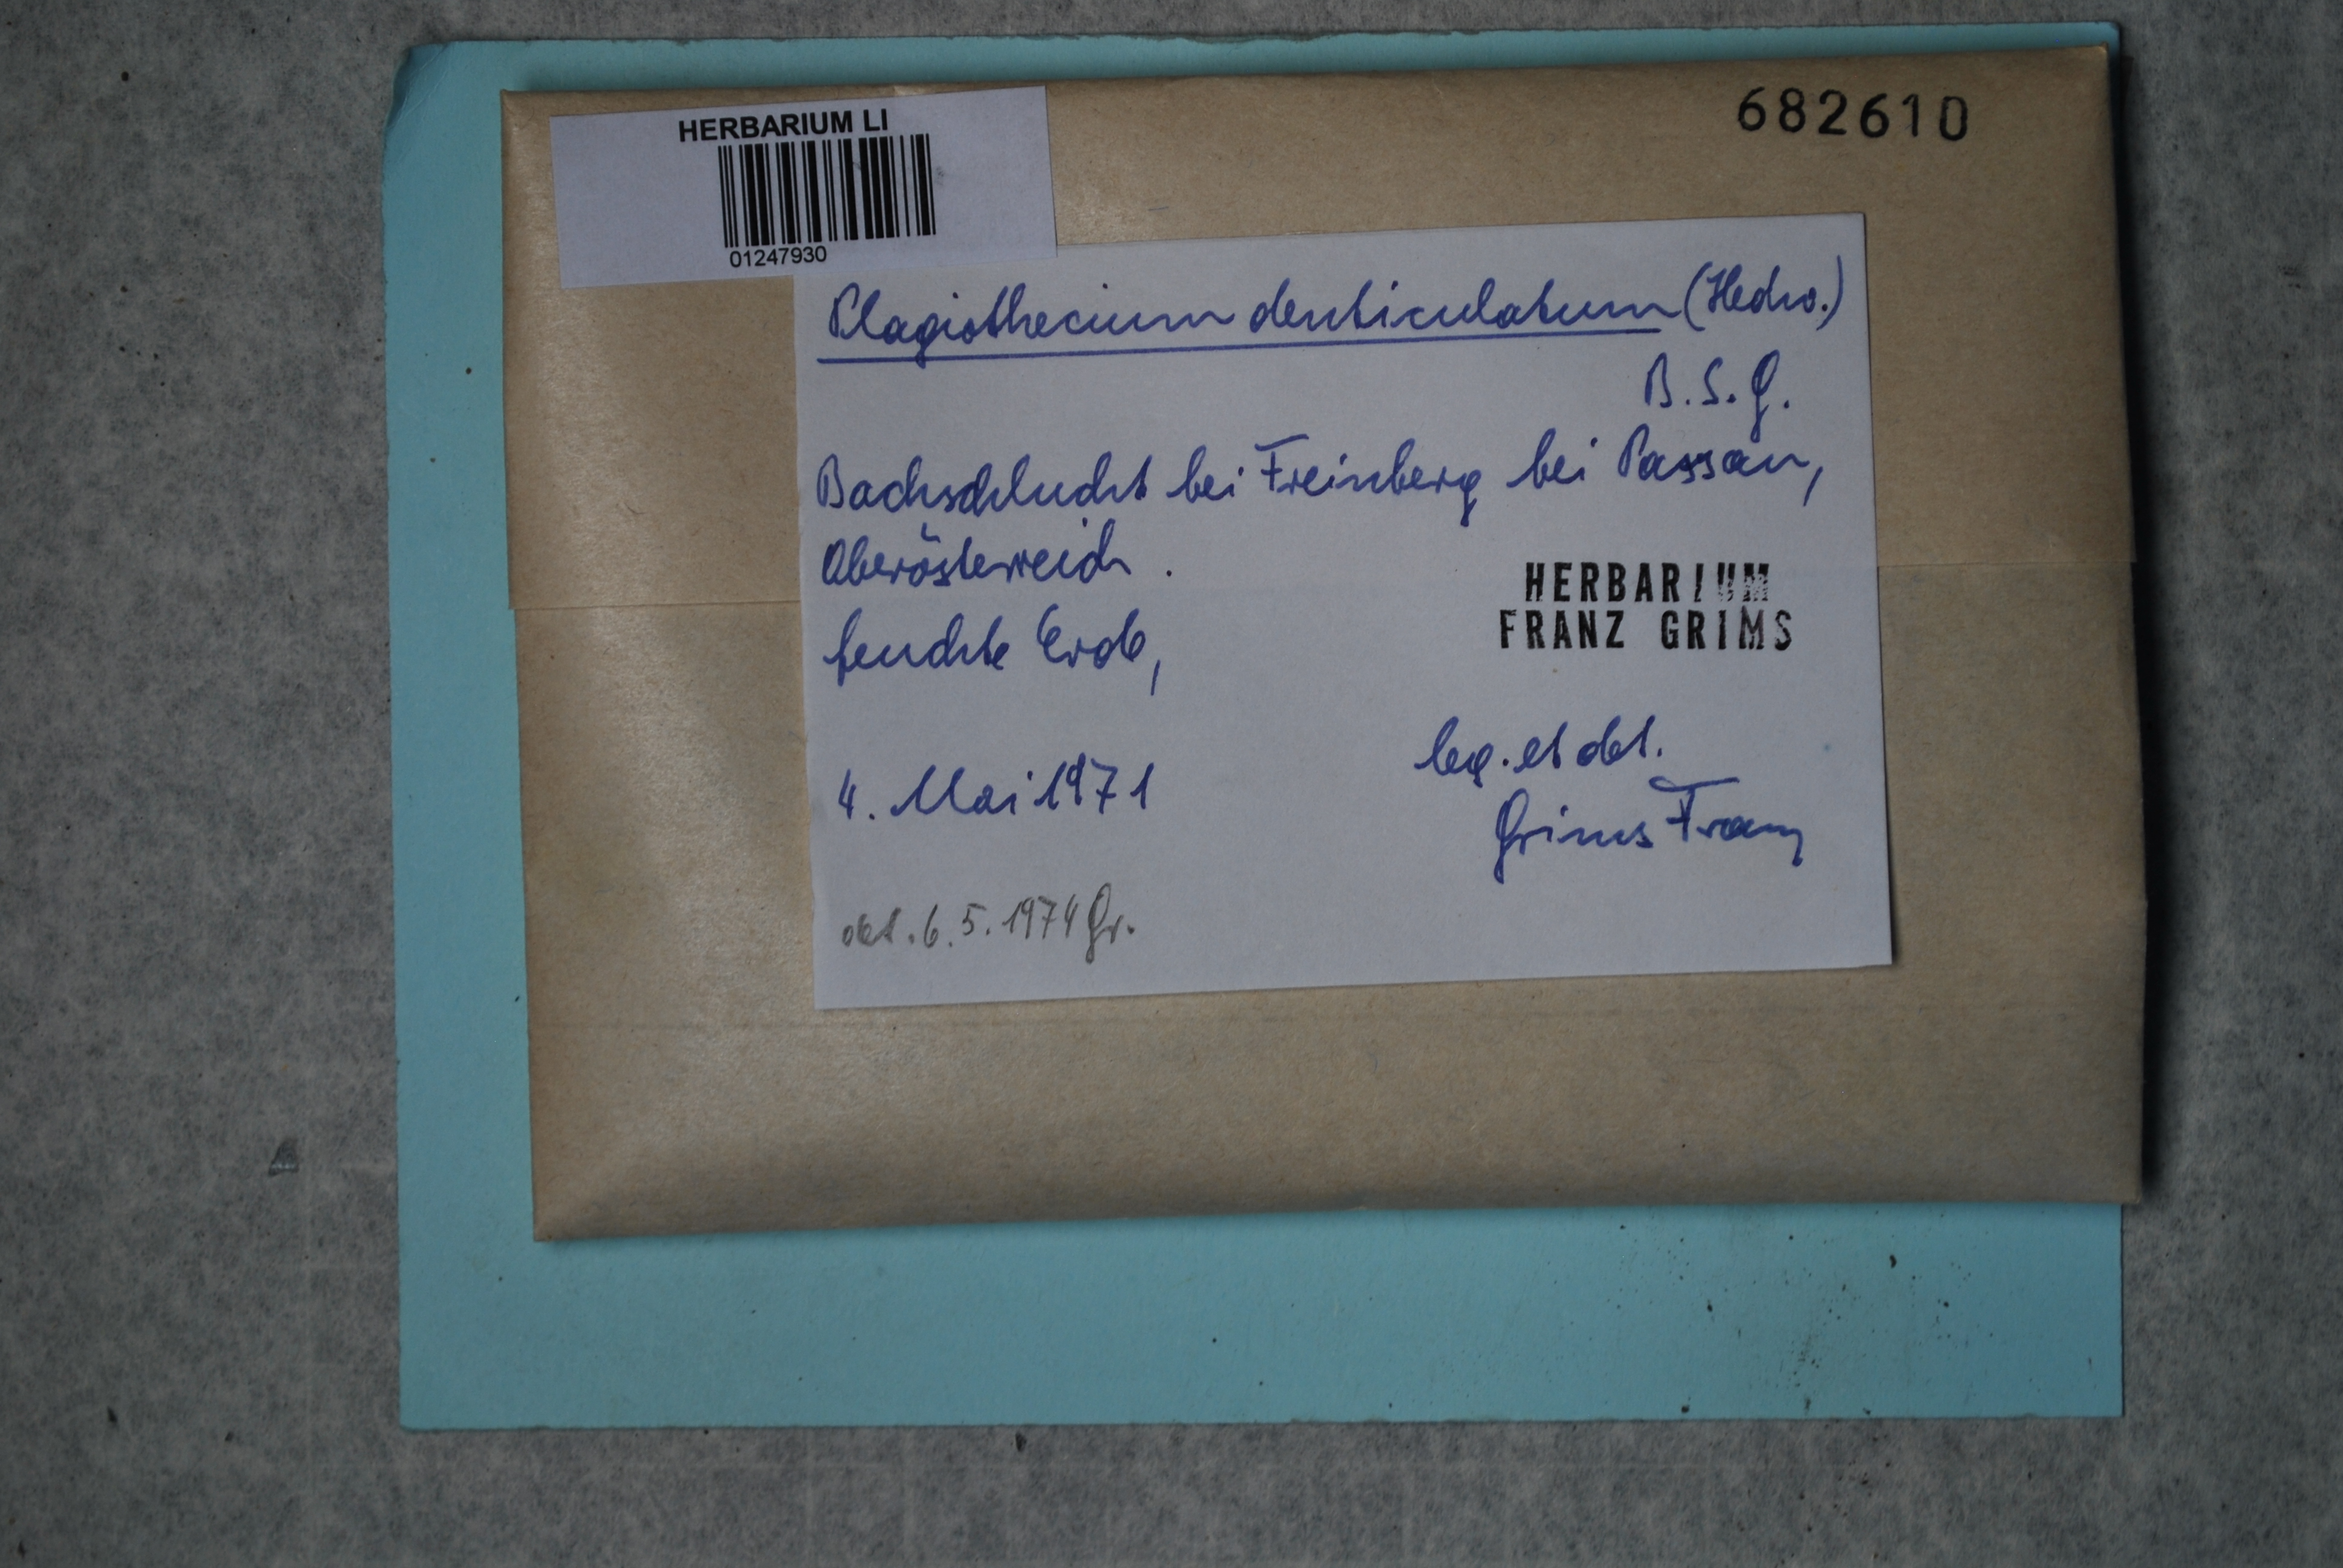 682610
HERBARIUM LI
01247930
Plagiothecium denticulatum (Hedw.)
B.S.G.
Bachschlucht bei Freinberg bei Passau,
Oberösterreich.
feuchte Erde,
HERBARIUM
FRANZ GRIMS
4. Mai 1971
leg. et det.
Grims Franz
det. 6.5.1974 Gr.